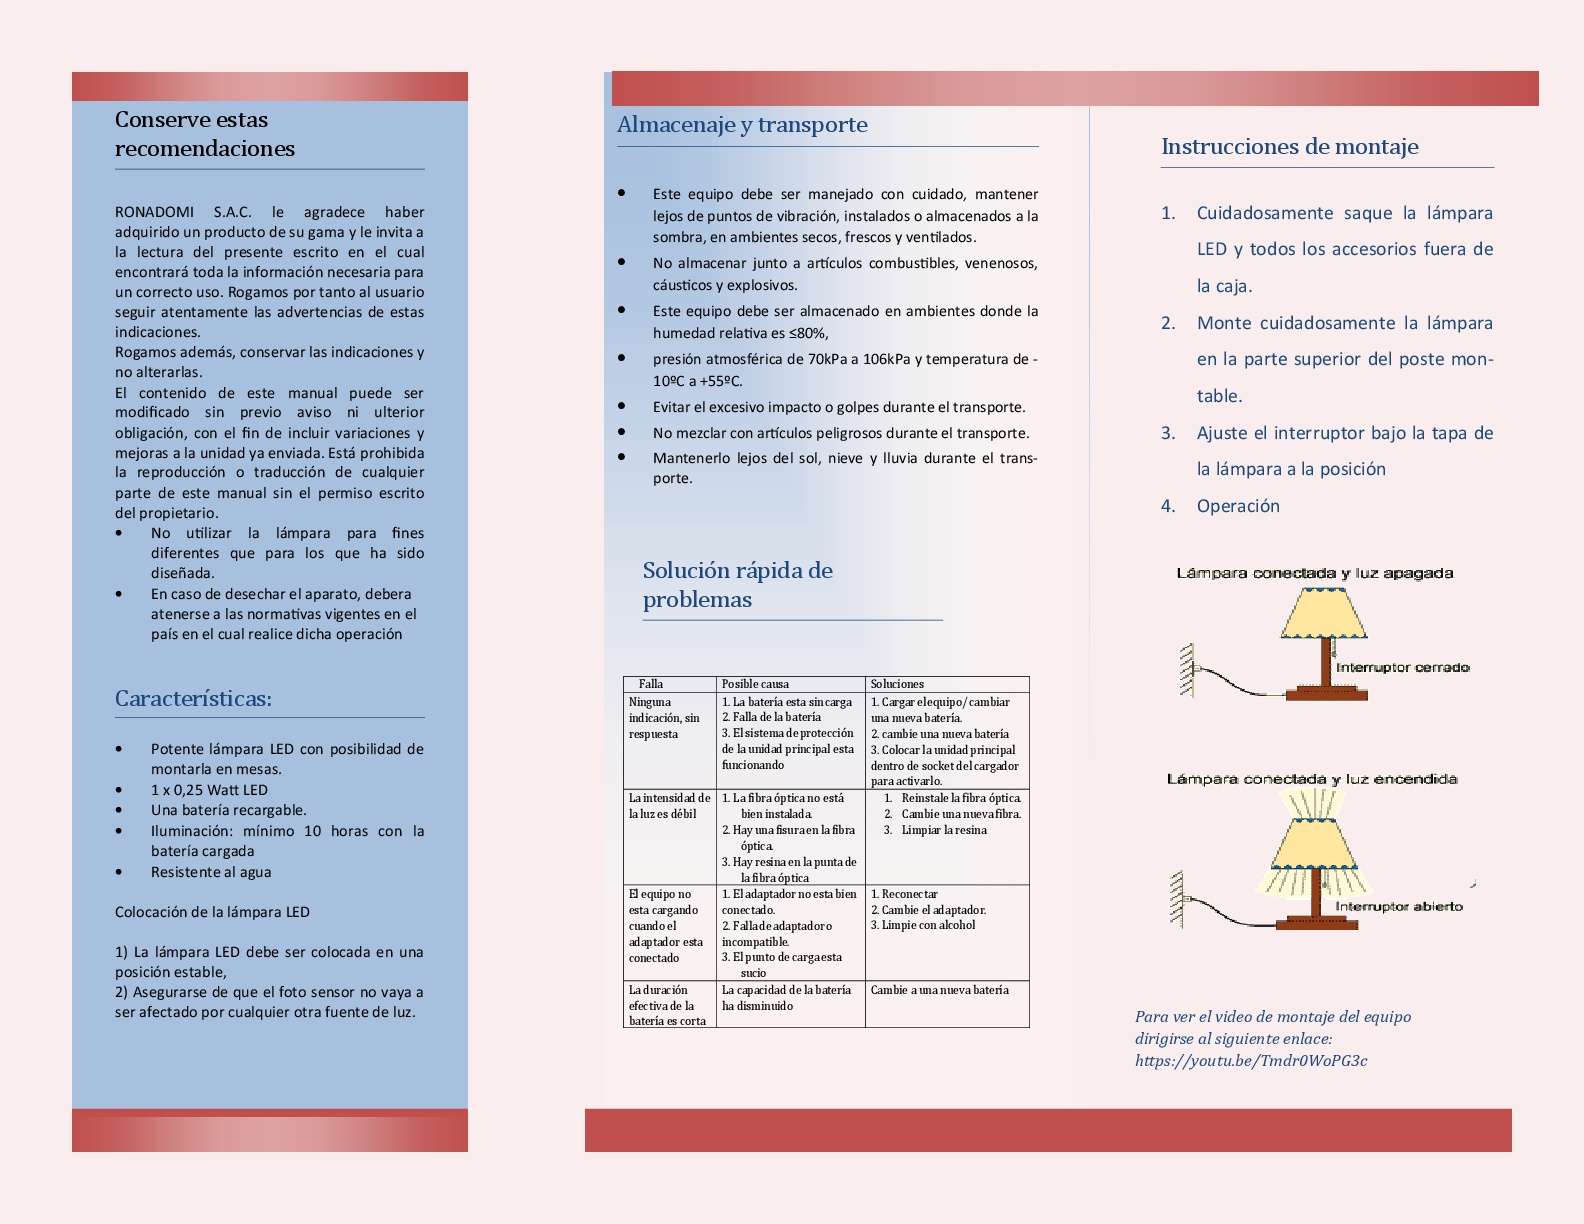 Conserve estas
recomendaciones
RONADOMI S.A.C. le agradece haber
adquirido un producto de su gama y le invita a
la lectura del presente escrito en el cual
encontrará toda la información necesaria para
un correcto uso. Rogamos por tanto al usuario
seguir atentamente las advertencias de estas
indicaciones.
Rogamos además, conservar las indicaciones y
no alterarlas.
El contenido de este manual puede ser
modificado sin previo aviso ni ulterior
obligación, con el fin de incluir variaciones y
mejoras a la unidad ya enviada. Está prohibida
la reproducción o traducción de cualquier
parte de este manual sin el permiso escrito
del propietario.
• No utilizar la lámpara para fines
diferentes que para los que ha sido
diseñada.
• En caso de desechar el aparato, debera
atenerse a las normativas vigentes en el
país en el cual realice dicha operación
Características:
• Potente lámpara LED con posibilidad de
montarla en mesas.
• 1 x 0,25 Watt LED
• Una batería recargable.
• Iluminación: mínimo 10 horas con la
batería cargada
• Resistente al agua
Colocación de la lámpara LED
1) La lámpara LED debe ser colocada en una
posición estable,
2) Asegurarse de que el foto sensor no vaya a
ser afectado por cualquier otra fuente de luz.
Almacenaje y transporte
• Este equipo debe ser manejado con cuidado, mantener
lejos de puntos de vibración, instalados o almacenados a la
sombra, en ambientes secos, frescos y ventilados.
• No almacenar junto a artículos combustibles, venenosos,
cáusticos y explosivos.
• Este equipo debe ser almacenado en ambientes donde la
humedad relativa es ≤80%,
• presión atmosférica de 70kPa a 106kPa y temperatura de -
10ºC a +55ºC.
• Evitar el excesivo impacto o golpes durante el transporte.
• No mezclar con artículos peligrosos durante el transporte.
• Mantenerlo lejos del sol, nieve y lluvia durante el trans-
porte.
Solución rápida de
problemas
Falla Posible causa Soluciones
Ninguna
indicación, sin
respuesta
1. La batería esta sin carga
2. Falla de la batería
3. El sistema de protección
de la unidad principal esta
funcionando
1. Cargar el equipo/ cambiar
una nueva batería.
2. cambie una nueva batería
3. Colocar la unidad principal
dentro de socket del cargador
para activarlo.
La intensidad de
la luz es débil
1. La fibra óptica no está
bien instalada.
2. Hay una fisura en la fibra
óptica.
3. Hay resina en la punta de
la fibra óptica
1. Reinstale la fibra óptica.
2. Cambie una nueva fibra.
3. Limpiar la resina
El equipo no
esta cargando
cuando el
adaptador esta
conectado
1. El adaptador no esta bien
conectado.
2. Falla de adaptador o
incompatible.
3. El punto de carga esta
sucio
1. Reconectar
2. Cambie el adaptador.
3. Limpie con alcohol
La duración
efectiva de la
batería es corta
La capacidad de la batería
ha disminuido
Cambie a una nueva batería
Instrucciones de montaje
1. Cuidadosamente saque la lámpara
LED y todos los accesorios fuera de
la caja.
2. Monte cuidadosamente la lámpara
en la parte superior del poste mon-
table.
3. Ajuste el interruptor bajo la tapa de
la lámpara a la posición
4. Operación
Lámpara conectada y luz apagada
Interruptor cerrado
Lámpara conectada y luz encendida
Interruptor abierto
Para ver el video de montaje del equipo
dirigirse al siguiente enlace:
https://youtu.be/Tmdr0WoPG3c